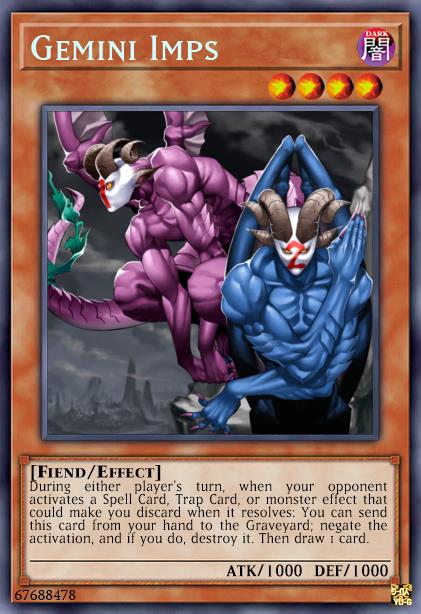 Gemini Imps
DARK
闇
2
[Fiend/Effect]
During either player's turn, when your opponent
activates a Spell Card, Trap Card, or monster effect that
could make you discard when it resolves: You can send
this card from your hand to the Graveyard; negate the
activation, and if you do, destroy it. Then draw 1 card.
ATK/1000 DEF/1000
67688478